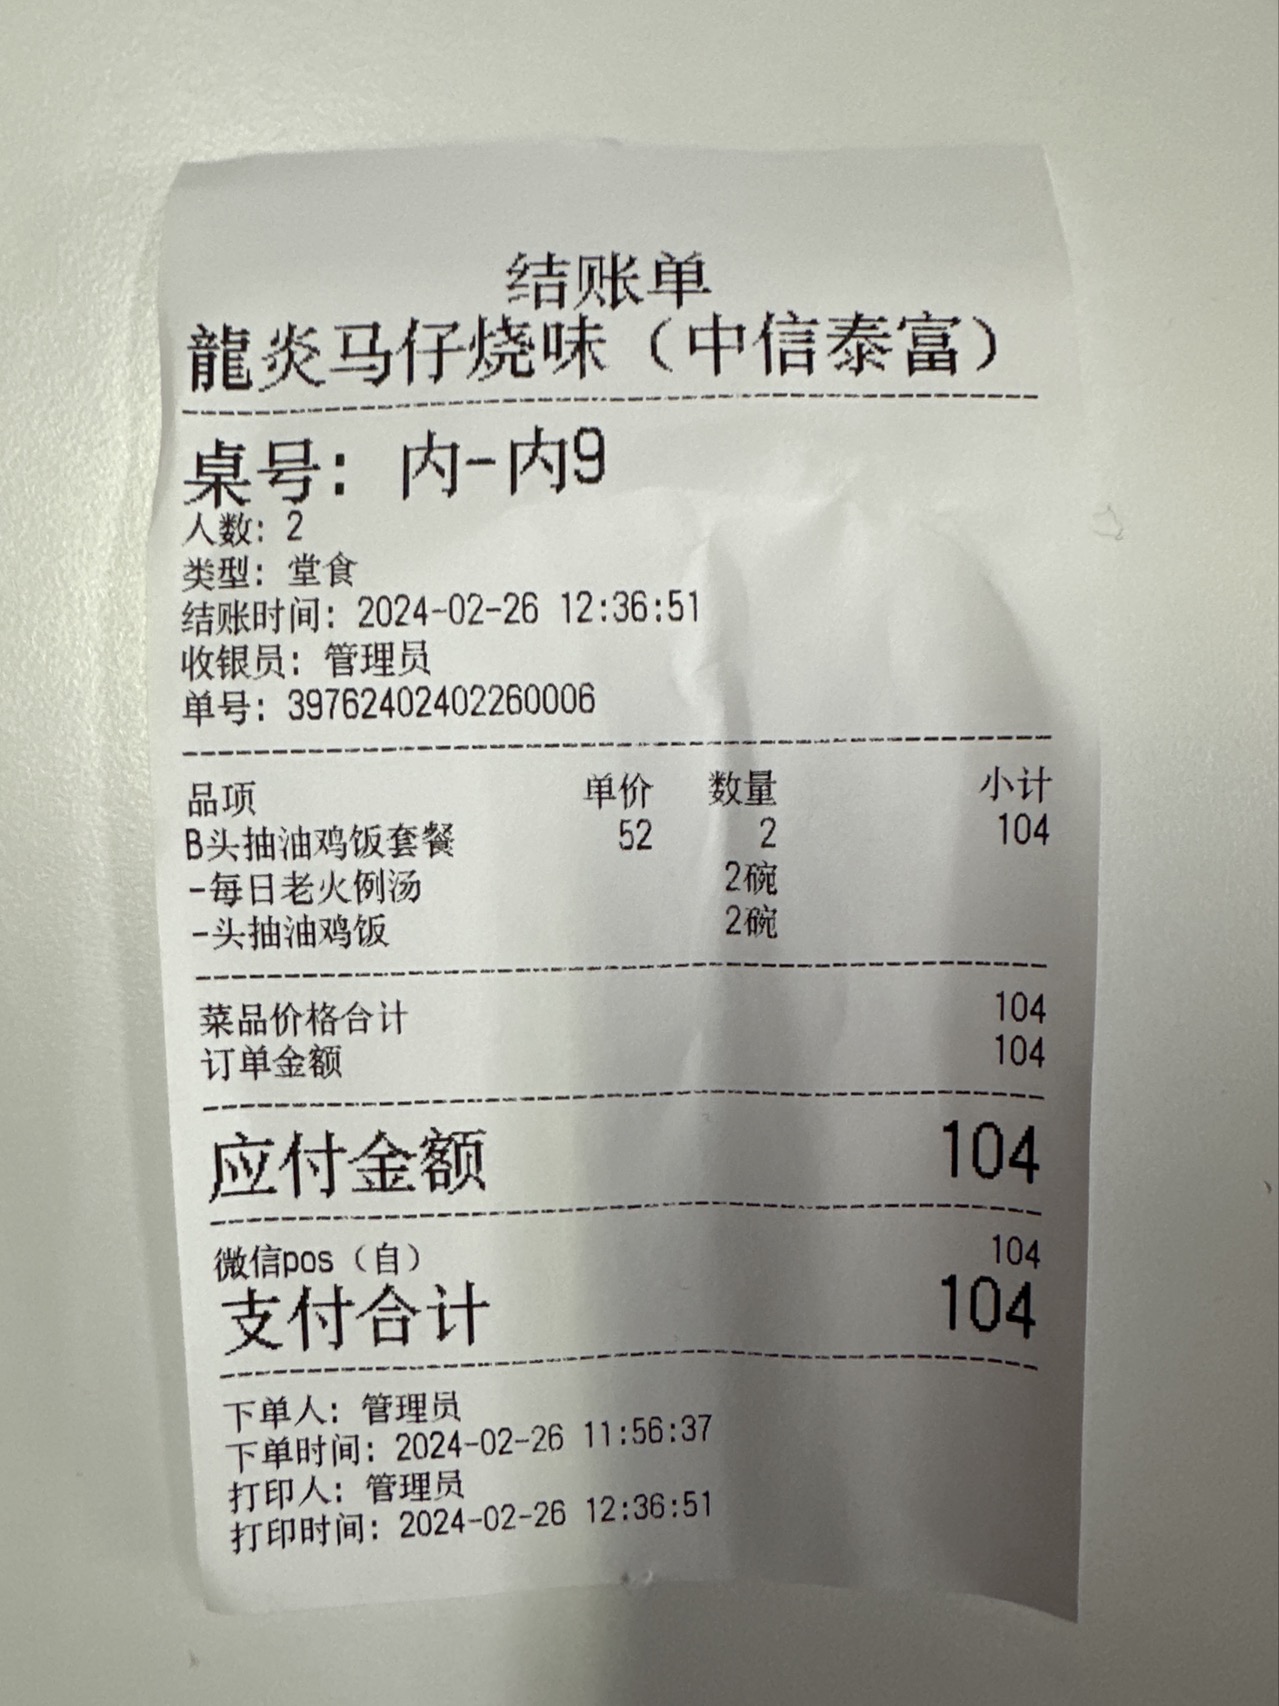 结账单
龍炎马仔烧味（中信泰富）
桌号: 内-内9
人数: 2
类型: 堂食
结账时间: 2024-02-26 12:36:51
收银员: 管理员
单号: 39762402402260006
品项 单价 数量 小计
B头抽油鸡饭套餐 52 2 104
-每日老火例汤 2碗
-头抽油鸡饭 2碗
菜品价格合计 104
订单金额 104
应付金额 104
微信pos（自） 104
支付合计 104
下单人: 管理员
下单时间: 2024-02-26 11:56:37
打印人: 管理员
打印时间: 2024-02-26 12:36:51